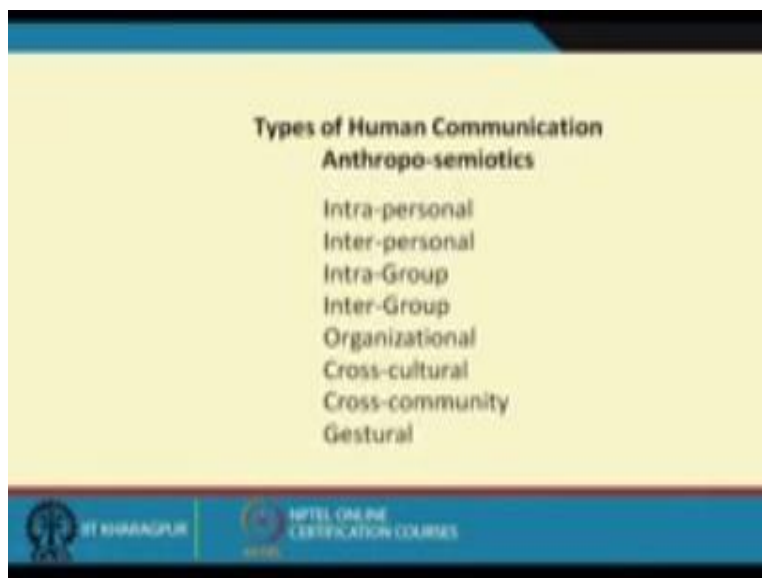 Types of Human Communication
Anthropo-semiotics
Intra-personal
Inter-personal
Intra-Group
Inter-Group
Organizational
Cross-cultural
Cross-community
Gestural
IIT KHARAGPUR
NPTEL ONLINE
CERTIFICATION COURSES